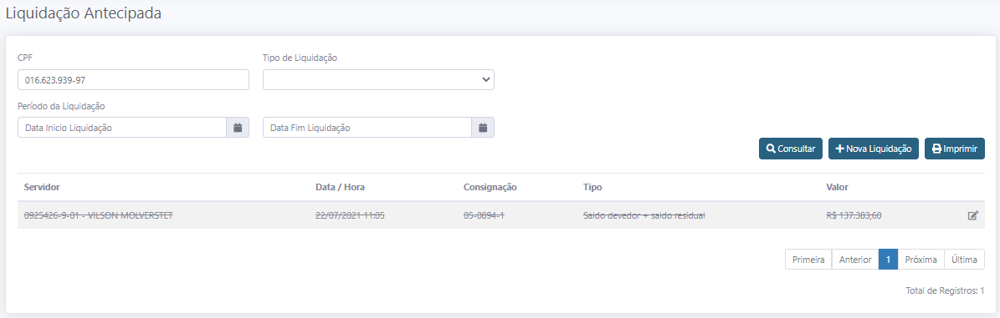 Liquidação Antecipada
CPF Tipo de Liquidação
016.623.939-97
Período da Liquidação
Data Inicio Liquidação Data Fim Liquidação
Consultar Nova Liquidação Imprimir
Servidor Data / Hora Consignação Tipo Valor
0925426-9-01 - VILSON MOLVERSTET 22/07/2021 11:05 05-0894-1 Saldo devedor + saldo residual R$ 137.383,60
Primeira Anterior 1 Próxima Última
Total de Registros: 1